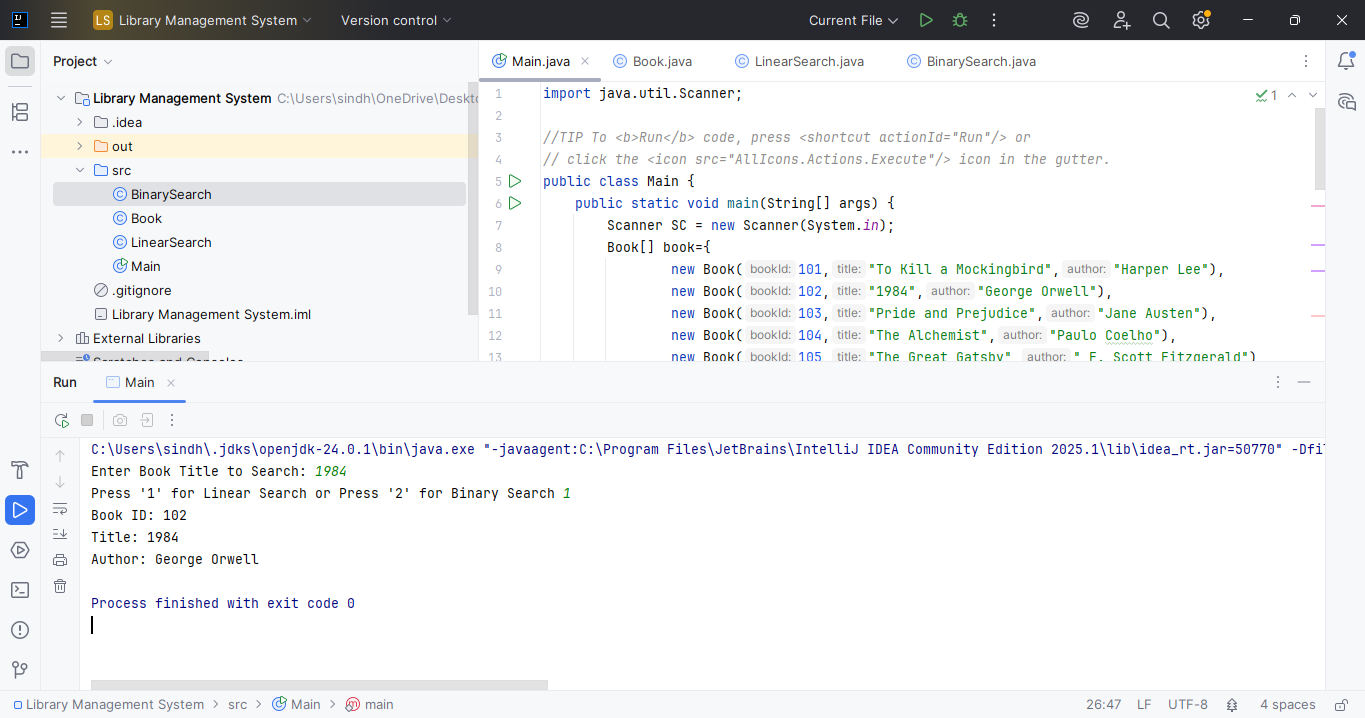 LS Library Management System Version control Current File
Project
Main.java Book.java LinearSearch.java BinarySearch.java
Library Management System C:\Users\sindh\OneDrive\Deskto
.idea
out
src
BinarySearch
Book
LinearSearch
Main
.gitignore
Library Management System.iml
External Libraries
Scratches and Consoles
1 import java.util.Scanner;
1
2
3 //TIP To <b>Run</b> code, press <shortcut actionId="Run"/> or
4 // click the <icon src="AllIcons.Actions.Execute"/> icon in the gutter.
5 public class Main {
6 public static void main(String[] args) {
7 Scanner SC = new Scanner(System.in);
8 Book[] book={
9 new Book( bookId: 101, title: "To Kill a Mockingbird", author: "Harper Lee"),
10 new Book( bookId: 102, title: "1984", author: "George Orwell"),
11 new Book( bookId: 103, title: "Pride and Prejudice", author: "Jane Austen"),
12 new Book( bookId: 104, title: "The Alchemist", author: "Paulo Coelho"),
13 new Book( bookId: 105, title: "The Great Gatsby", author: " F. Scott Fitzgerald")
Run Main
C:\Users\sindh\.jdks\openjdk-24.0.1\bin\java.exe "-javaagent:C:\Program Files\JetBrains\IntelliJ IDEA Community Edition 2025.1\lib\idea_rt.jar=50770" -Dfil
Enter Book Title to Search: 1984
Press '1' for Linear Search or Press '2' for Binary Search 1
Book ID: 102
Title: 1984
Author: George Orwell
Process finished with exit code 0
Library Management System > src > Main > main 26:47 LF UTF-8 4 spaces